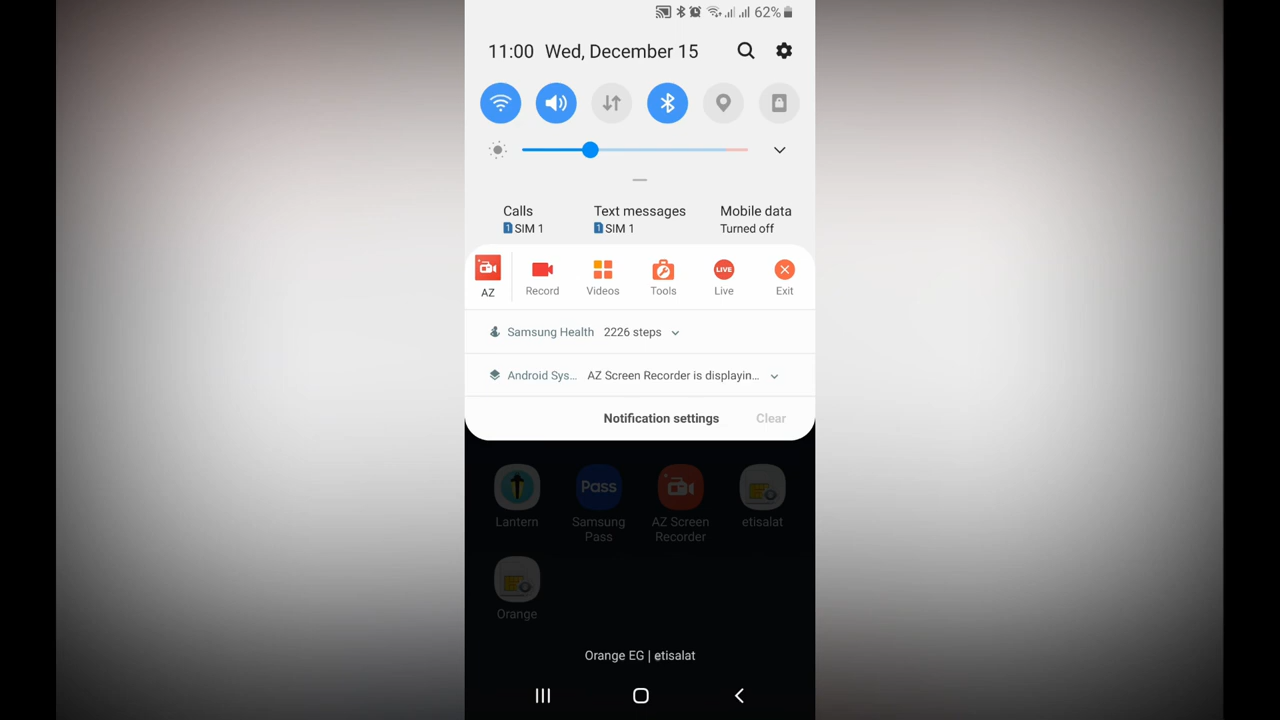 62%
11:00 Wed, December 15
Calls Text messages Mobile data
1 SIM 1 1 SIM 1 Turned off
AZ Record Videos Tools LIVE Live Exit
Samsung Health 2226 steps
Android Sys... AZ Screen Recorder is displayin...
Notification settings Clear
Pass
Lantern Samsung Pass AZ Screen Recorder etisalat
Orange
Orange EG | etisalat